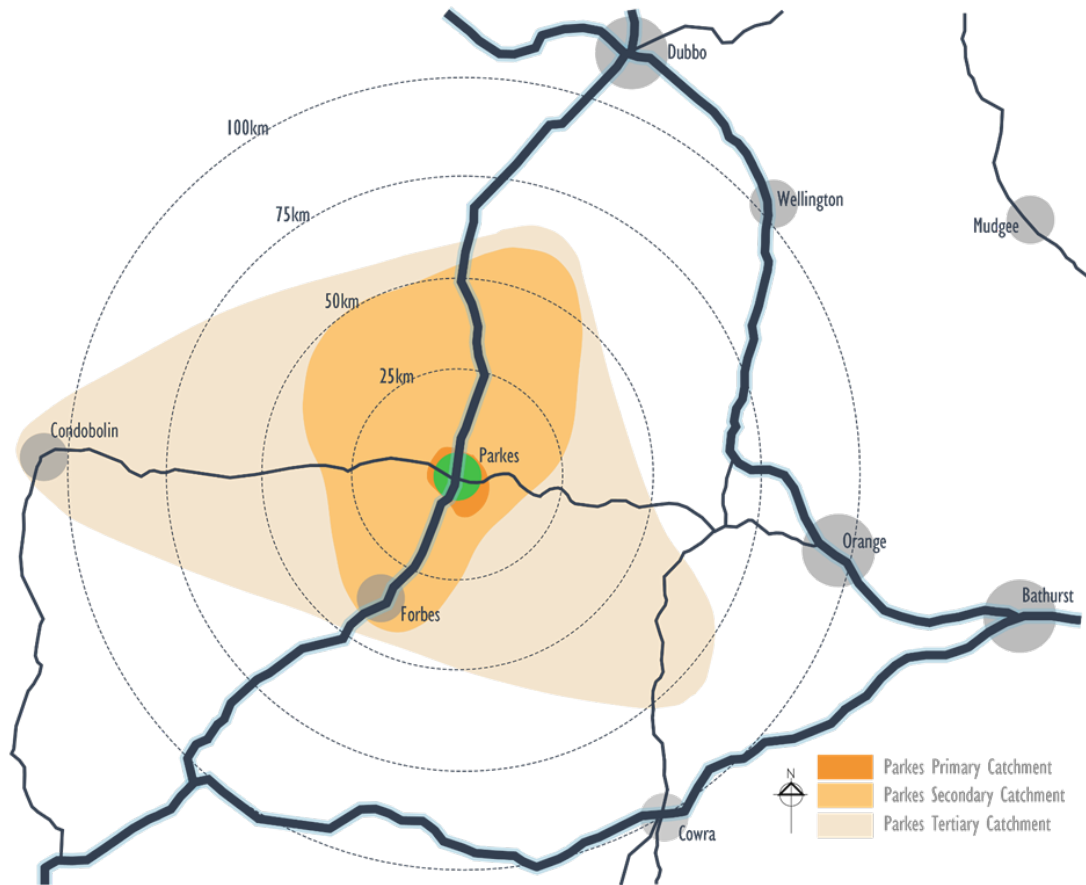 Dubbo
100km
Wellington
75km
Mudgee
50km
25km
Condobolin
Parkes
Orange
Bathurst
Forbes
N
Parkes Primary Catchment
Parkes Secondary Catchment
Parkes Tertiary Catchment
Cowra